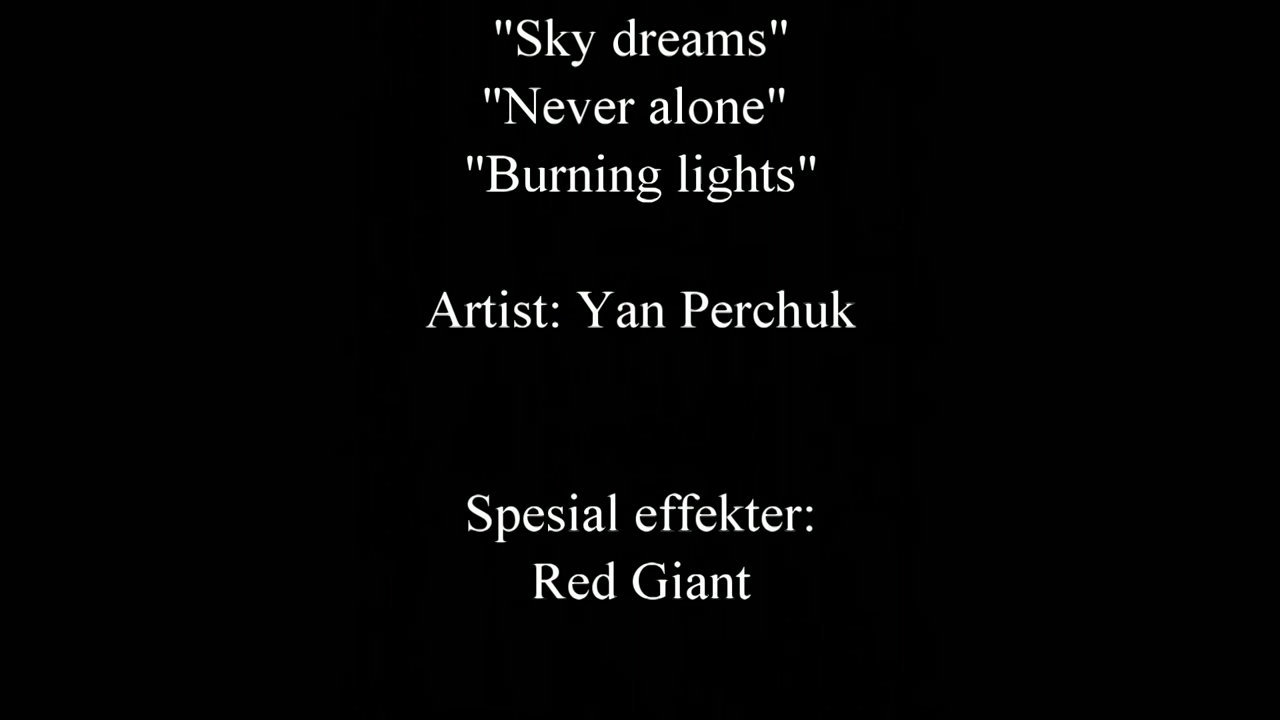 "Sky dreams"
"Never alone"
"Burning lights"
Artist: Yan Perchuk
Spesial effekter:
Red Giant